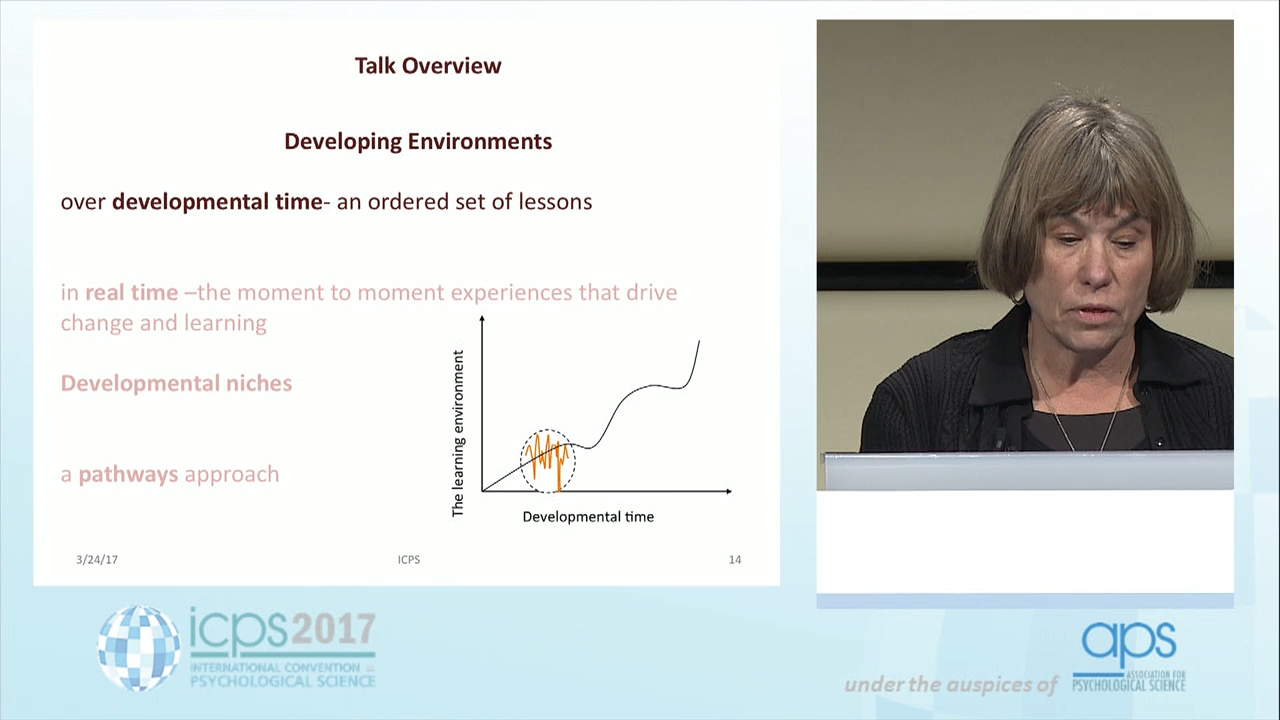 Talk Overview
Developing Environments
over developmental time- an ordered set of lessons
in real time –the moment to moment experiences that drive
change and learning
Developmental niches
a pathways approach
The learning environment
Developmental time
3/24/17
ICPS
14
icps2017
INTERNATIONAL CONVENTION OF
PSYCHOLOGICAL SCIENCE
under the auspices of
aps
ASSOCIATION FOR
PSYCHOLOGICAL SCIENCE